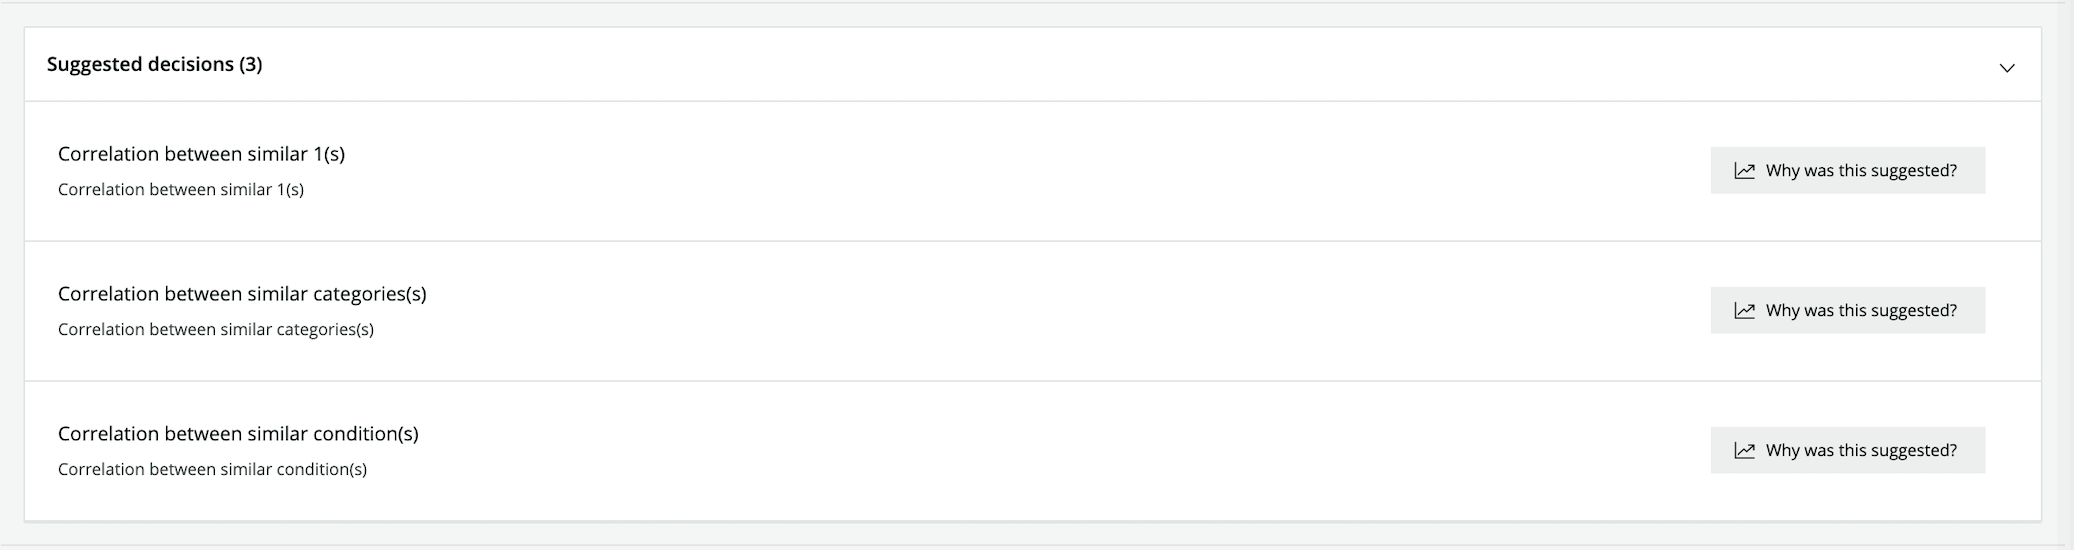 Suggested decisions (3)
Correlation between similar 1(s)
Correlation between similar 1(s)
Why was this suggested?
Correlation between similar categories(s)
Correlation between similar categories(s)
Why was this suggested?
Correlation between similar condition(s)
Correlation between similar condition(s)
Why was this suggested?